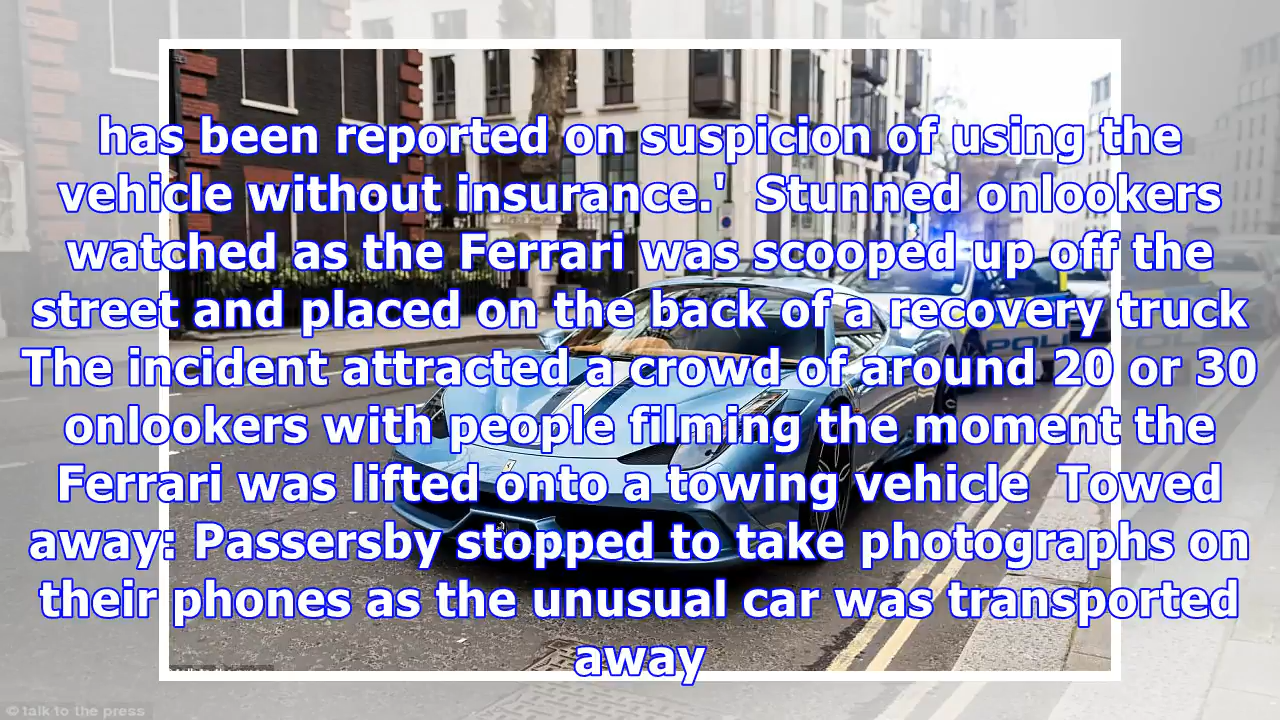 has been reported on suspicion of using the
vehicle without insurance.'  Stunned onlookers
watched as the Ferrari was scooped up off the
street and placed on the back of a recovery truck
The incident attracted a crowd of around 20 or 30
onlookers with people filming the moment the
Ferrari was lifted onto a towing vehicle  Towed
away: Passersby stopped to take photographs on
their phones as the unusual car was transported
away
POLI
© talk to the press